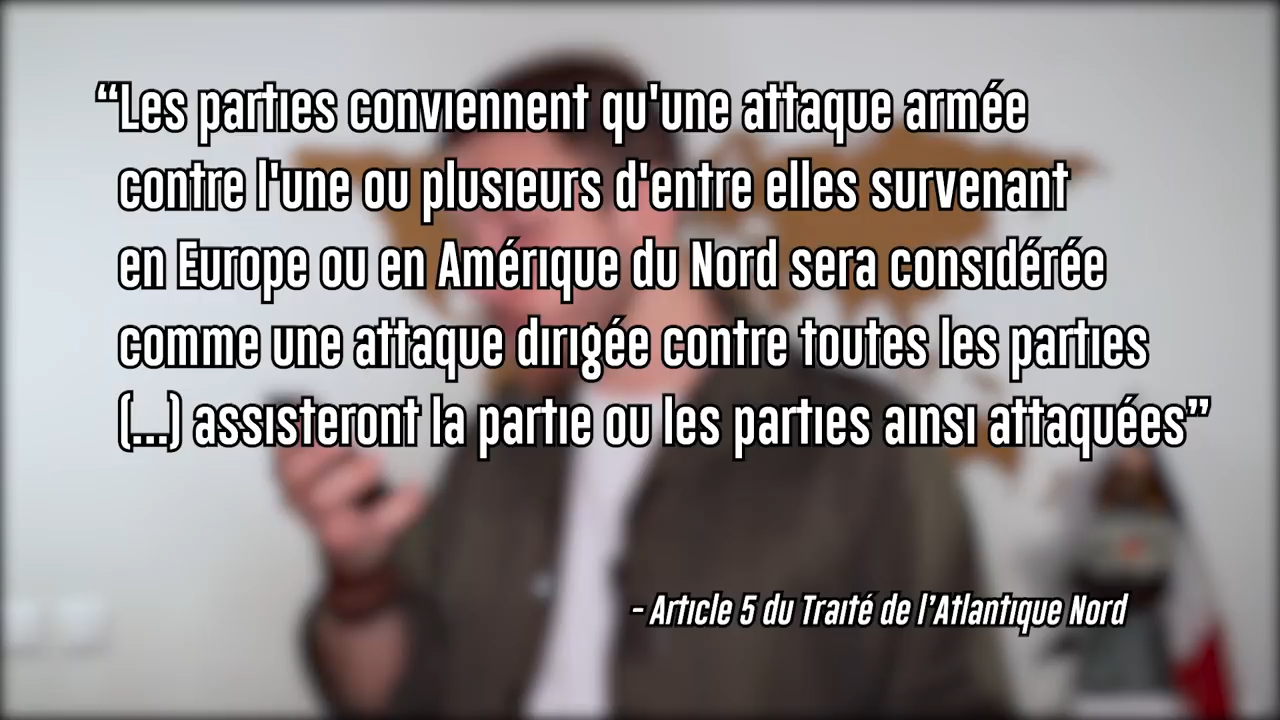 “Les parties conviennent qu'une attaque armée
contre l'une ou plusieurs d'entre elles survenant
en Europe ou en Amérique du Nord sera considérée
comme une attaque dirigée contre toutes les parties
(...) assisteront la partie ou les parties ainsi attaquées”
- Article 5 du Traité de l’Atlantique Nord